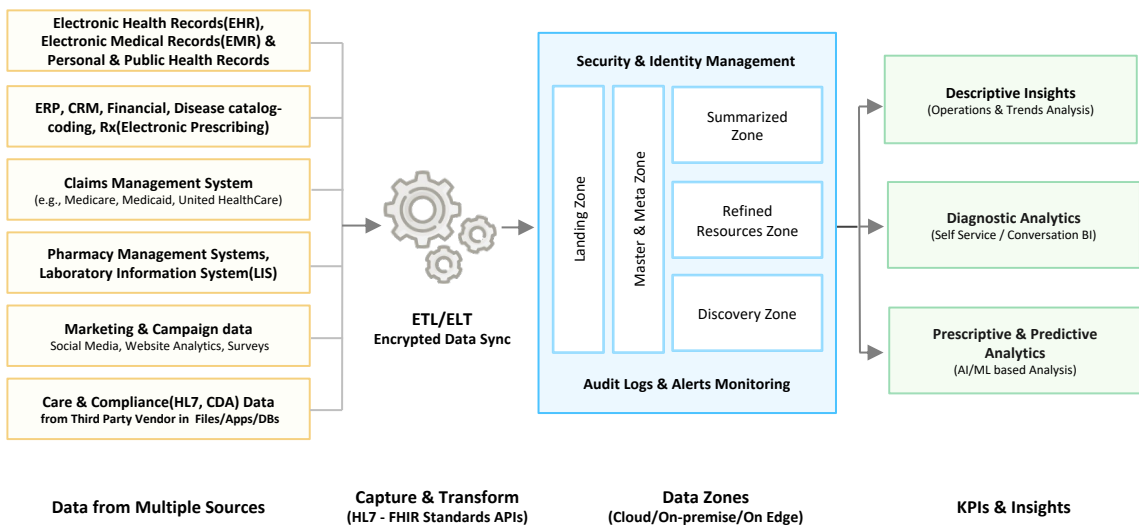 Electronic Health Records(EHR),
Electronic Medical Records(EMR) &
Personal & Public Health Records
ERP, CRM, Financial, Disease catalog-
coding, Rx(Electronic Prescribing)
Claims Management System
(e.g., Medicare, Medicaid, United HealthCare)
Pharmacy Management Systems,
Laboratory Information System(LIS)
Marketing & Campaign data
Social Media, Website Analytics, Surveys
Care & Compliance(HL7, CDA) Data
from Third Party Vendor in Files/Apps/DBs
Data from Multiple Sources
ETL/ELT
Encrypted Data Sync
Capture & Transform
(HL7 - FHIR Standards APIs)
Security & Identity Management
Landing Zone
Master & Meta Zone
Summarized
Zone
Refined
Resources Zone
Discovery Zone
Audit Logs & Alerts Monitoring
Data Zones
(Cloud/On-premise/On Edge)
Descriptive Insights
(Operations & Trends Analysis)
Diagnostic Analytics
(Self Service / Conversation BI)
Prescriptive & Predictive
Analytics
(AI/ML based Analysis)
KPIs & Insights